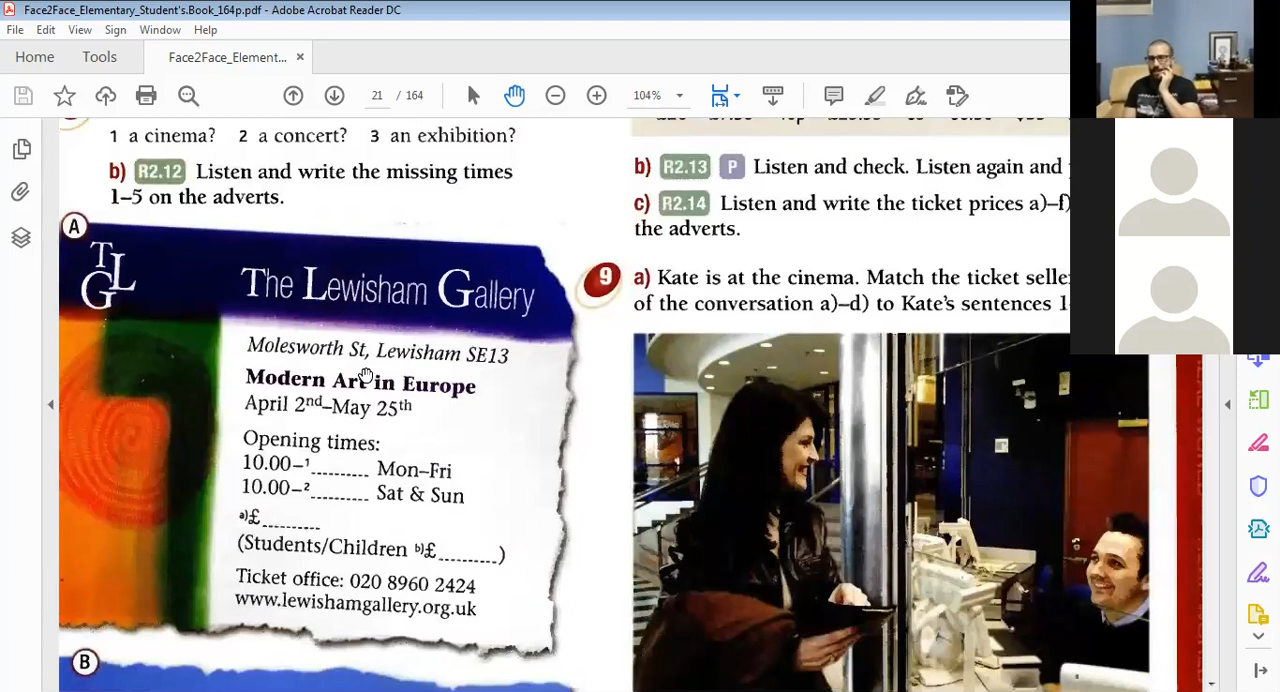 Face2Face_Elementary_Student's.Book_164p.pdf - Adobe Acrobat Reader DC
File Edit View Sign Window Help
Home Tools Face2Face_Element... ×
21 / 164 104%
1 a cinema? 2 a concert? 3 an exhibition?
b) R2.12 Listen and write the missing times
1–5 on the adverts.
A
TLG
The Lewisham Gallery
Molesworth St, Lewisham SE13
Modern Art in Europe
April 2nd–May 25th
Opening times:
10.00–1......... Mon–Fri
10.00–2......... Sat & Sun
a)£.........
(Students/Children b)£.........)
Ticket office: 020 8960 2424
www.lewishamgallery.org.uk
B
b) R2.13 P Listen and check. Listen again and
c) R2.14 Listen and write the ticket prices a)–f)
the adverts.
9 a) Kate is at the cinema. Match the ticket selle
of the conversation a)–d) to Kate's sentences 1